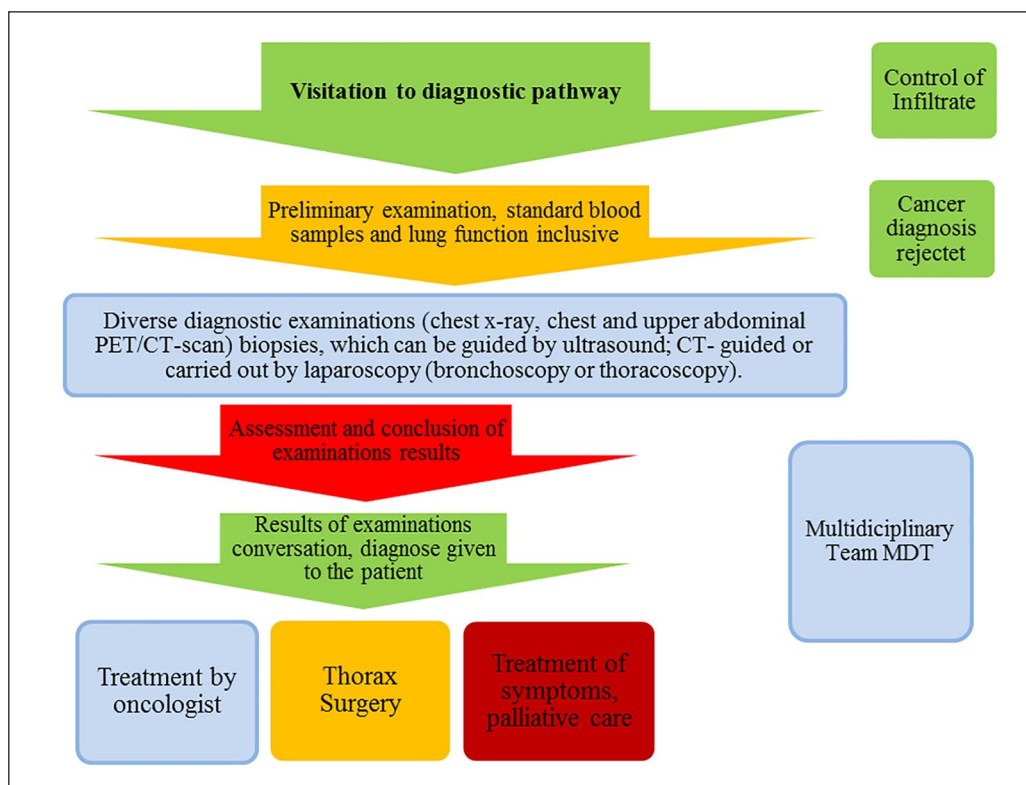 Visitation to diagnostic pathway
Control of
Infiltrate
Preliminary examination, standard blood
samples and lung function inclusive
Cancer
diagnosis
rejectet
Diverse diagnostic examinations (chest x-ray, chest and upper abdominal
PET/CT-scan) biopsies, which can be guided by ultrasound; CT- guided or
carried out by laparoscopy (bronchoscopy or thoracoscopy).
Assessment and conclusion of
examinations results
Multidiciplinary
Team MDT
Results of examinations
conversation, diagnose given
to the patient
Treatment by
oncologist
Thorax
Surgery
Treatment of
symptoms,
palliative care